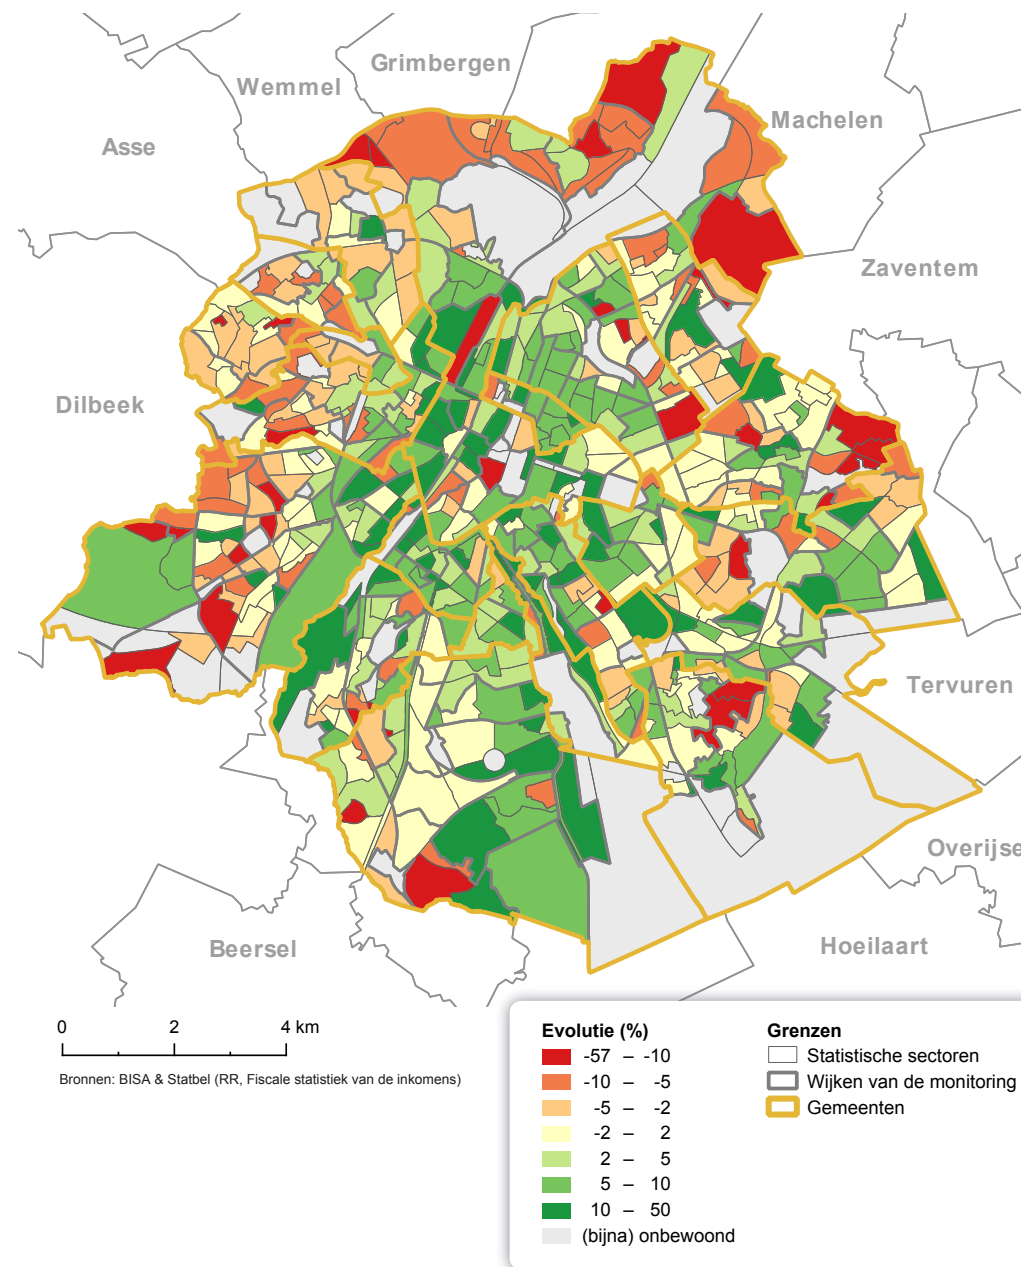 Grimbergen
Wemmel
Machelen
Asse
Zaventem
Dilbeek
Tervuren
Overijse
Beersel
Hoeilaart
0 2 4 km
Bronnen: BISA & Statbel (RR, Fiscale statistiek van de inkomens)
Evolutie (%)
-57 – -10
-10 – -5
-5 – -2
-2 – 2
2 – 5
5 – 10
10 – 50
(bijna) onbewoond
Grenzen
Statistische sectoren
Wijken van de monitoring
Gemeenten